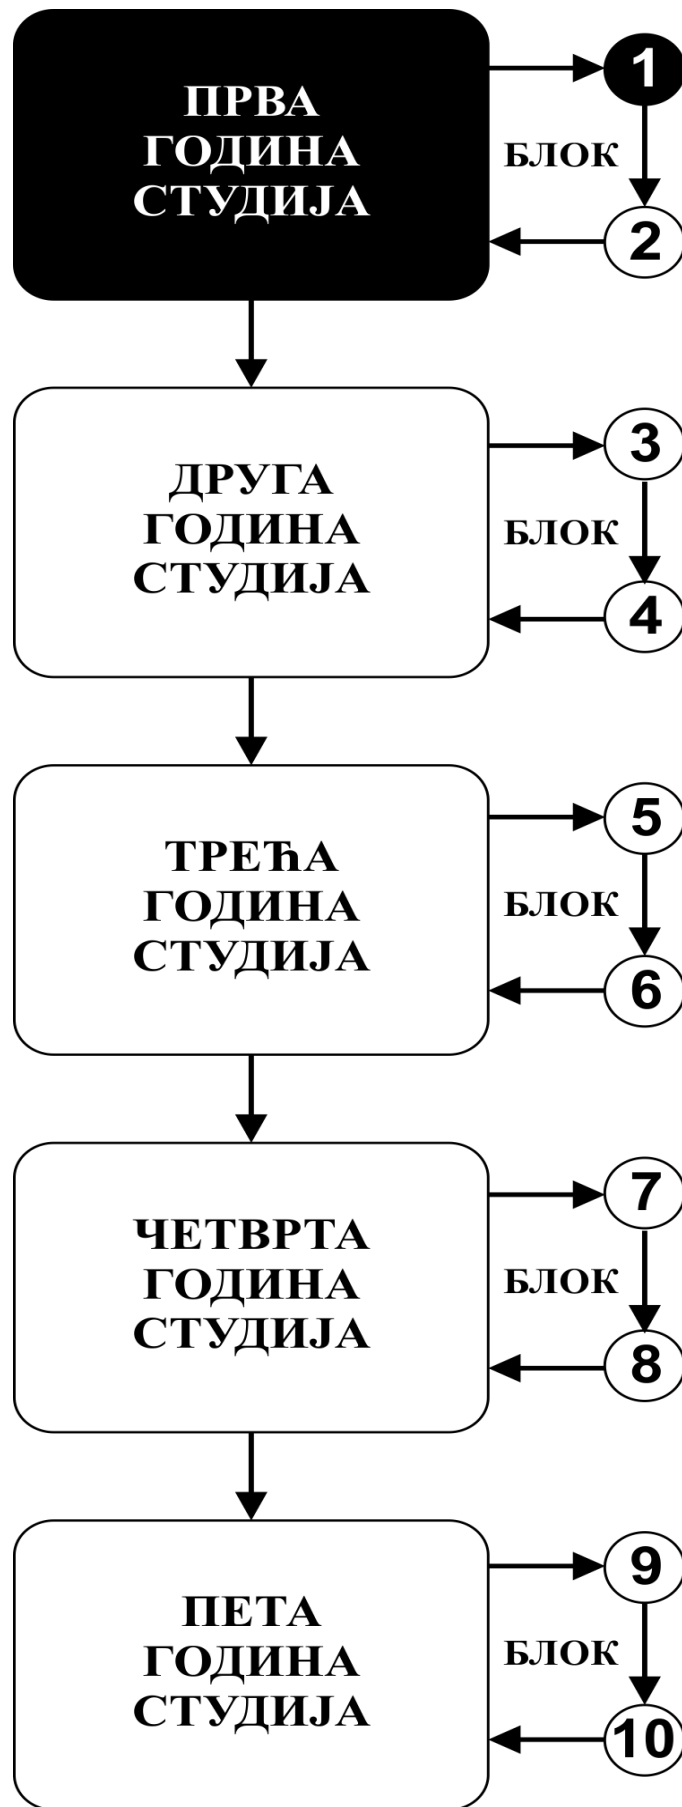 ПРВА
ГОДИНА
СТУДИЈА
1
БЛОК
2
ДРУГА
ГОДИНА
СТУДИЈА
3
БЛОК
4
ТРЕЋА
ГОДИНА
СТУДИЈА
5
БЛОК
6
ЧЕТВРТА
ГОДИНА
СТУДИЈА
7
БЛОК
8
ПЕТА
ГОДИНА
СТУДИЈА
9
БЛОК
10